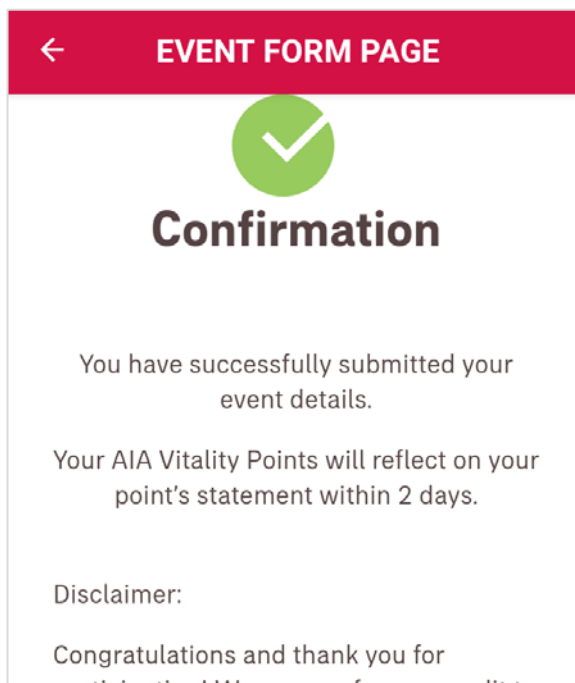 EVENT FORM PAGE
Confirmation
You have successfully submitted your
event details.
Your AIA Vitality Points will reflect on your
point's statement within 2 days.
Disclaimer:
Congratulations and thank you for